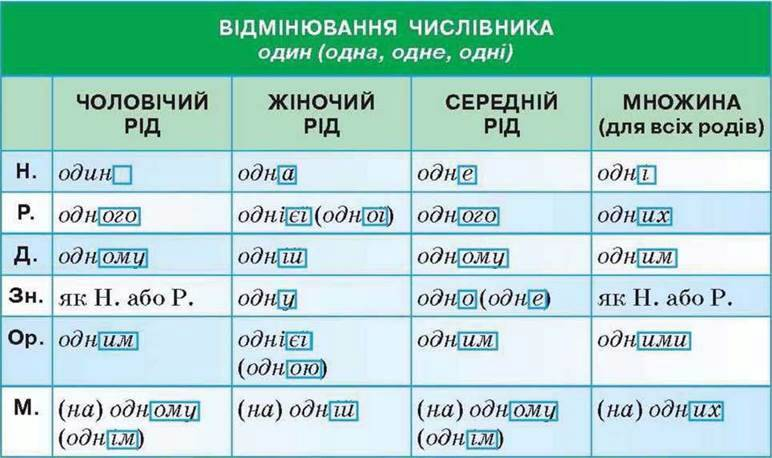 ВІДМІНЮВАННЯ ЧИСЛІВНИКА
один (одна, одне, одні)
ЧОЛОВІЧИЙ РІД ЖІНОЧИЙ РІД СЕРЕДНІЙ РІД МНОЖИНА (для всіх родів)
Н. один одна одне одні
Р. одного однієї (одної) одного одних
Д. одному одній одному одним
Зн. як Н. або Р. одну одно (одне) як Н. або Р.
Ор. одним однієї (одною) одним одними
М. (на) одному (однім) (на) одній (на) одному (однім) (на) одних